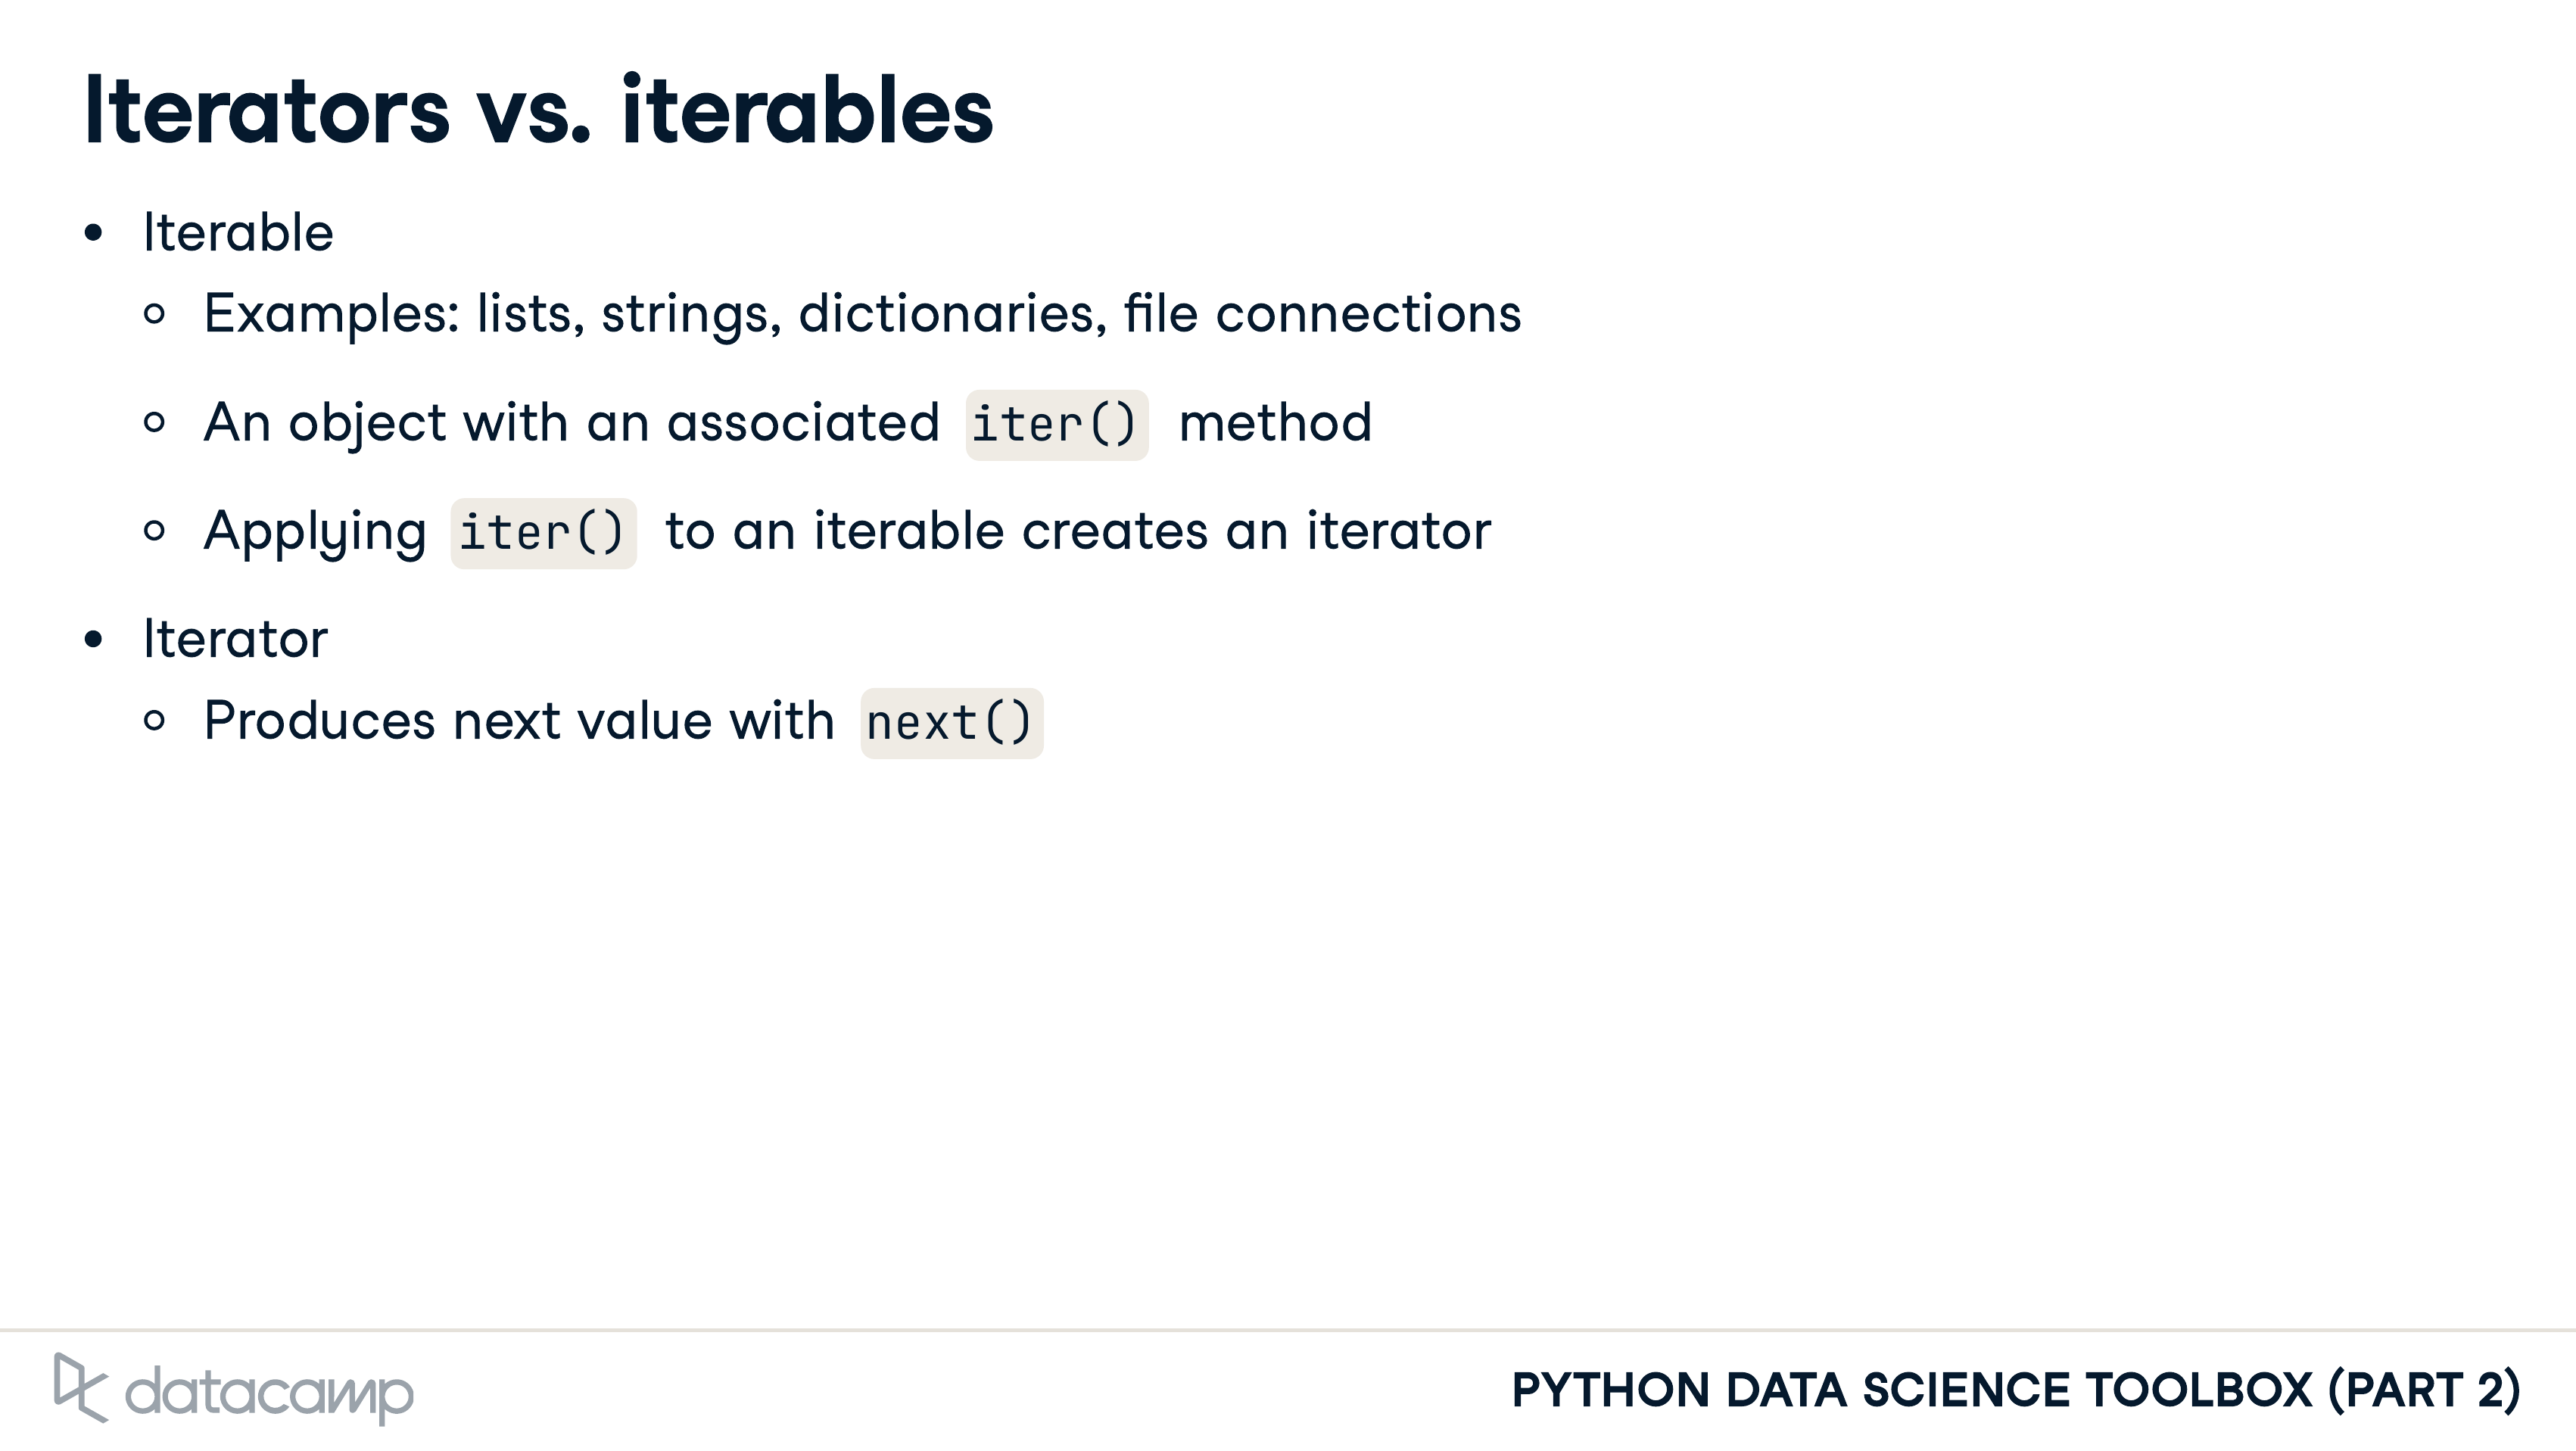 Iterators vs. iterables
• Iterable
○ Examples: lists, strings, dictionaries, file connections
○ An object with an associated iter() method
○ Applying iter() to an iterable creates an iterator
• Iterator
○ Produces next value with next()
datacamp
PYTHON DATA SCIENCE TOOLBOX (PART 2)